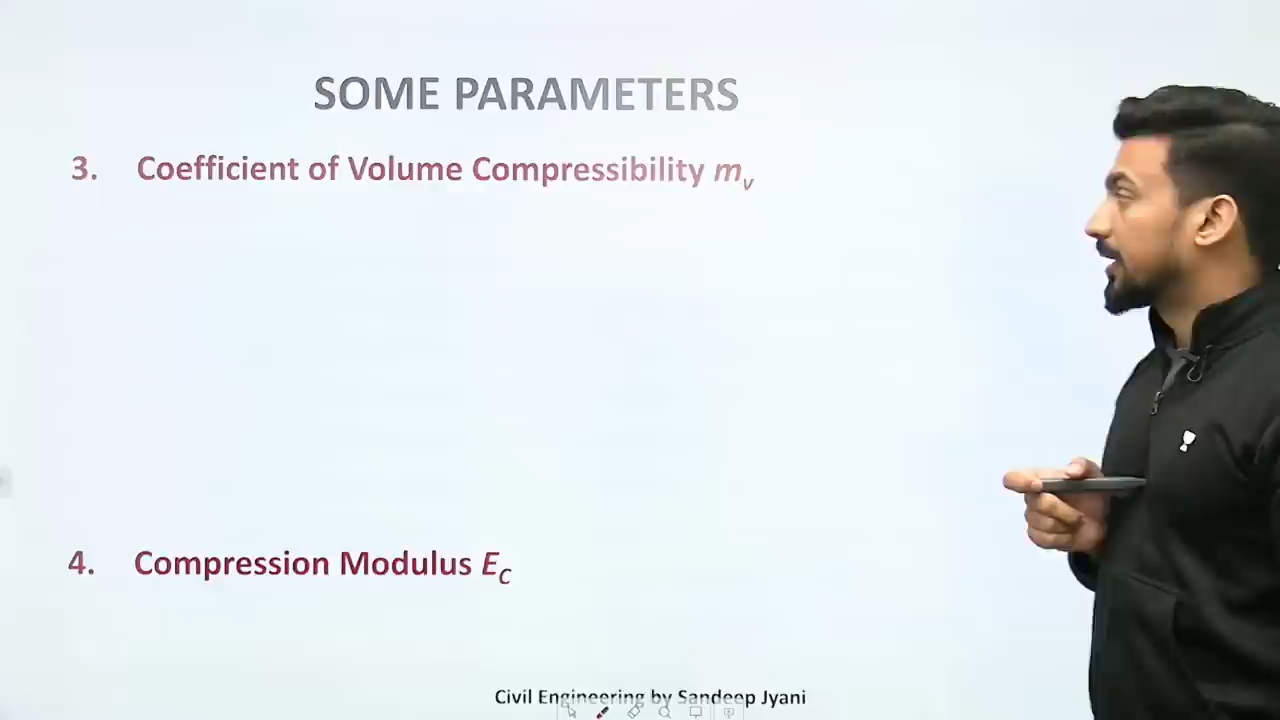 SOME PARAMETERS
3. Coefficient of Volume Compressibility mv
4. Compression Modulus EC
Civil Engineering by Sandeep Jyani